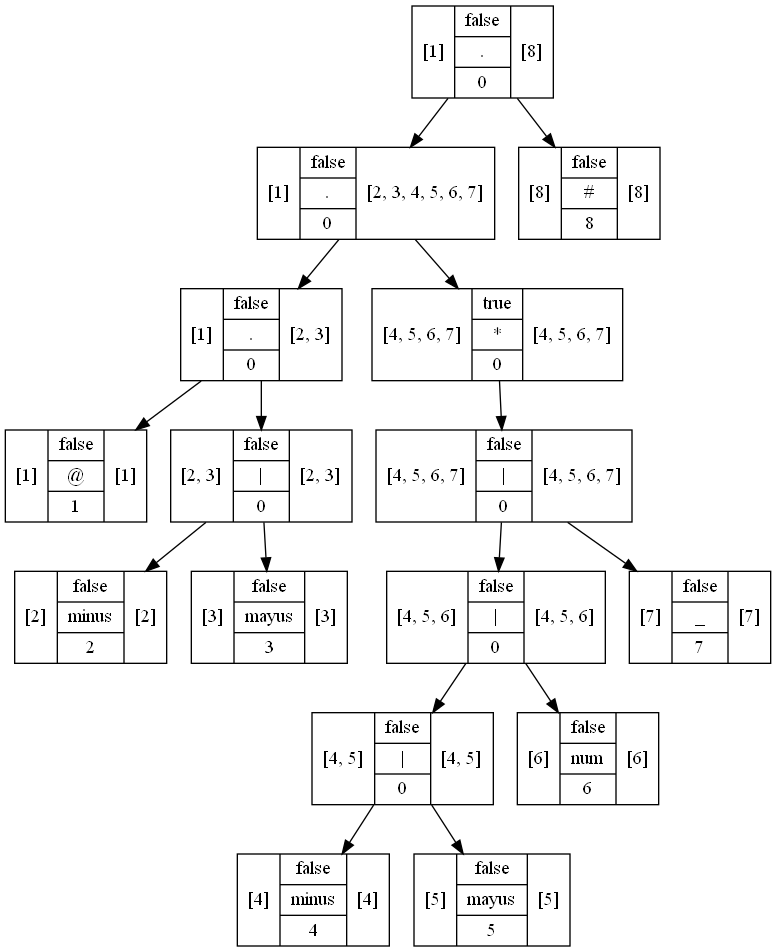 false
[1] . [8]
0
false
[1] . [2, 3, 4, 5, 6, 7]
0
false
[8] # [8]
8
false
[1] . [2, 3]
0
true
[4, 5, 6, 7] * [4, 5, 6, 7]
0
false
[1] @ [1]
1
false
[2, 3] | [2, 3]
0
false
[4, 5, 6, 7] | [4, 5, 6, 7]
0
false
[2] minus [2]
2
false
[3] mayus [3]
3
false
[4, 5, 6] | [4, 5, 6]
0
false
[7] _ [7]
7
false
[4, 5] | [4, 5]
0
false
[6] num [6]
6
false
[4] minus [4]
4
false
[5] mayus [5]
5